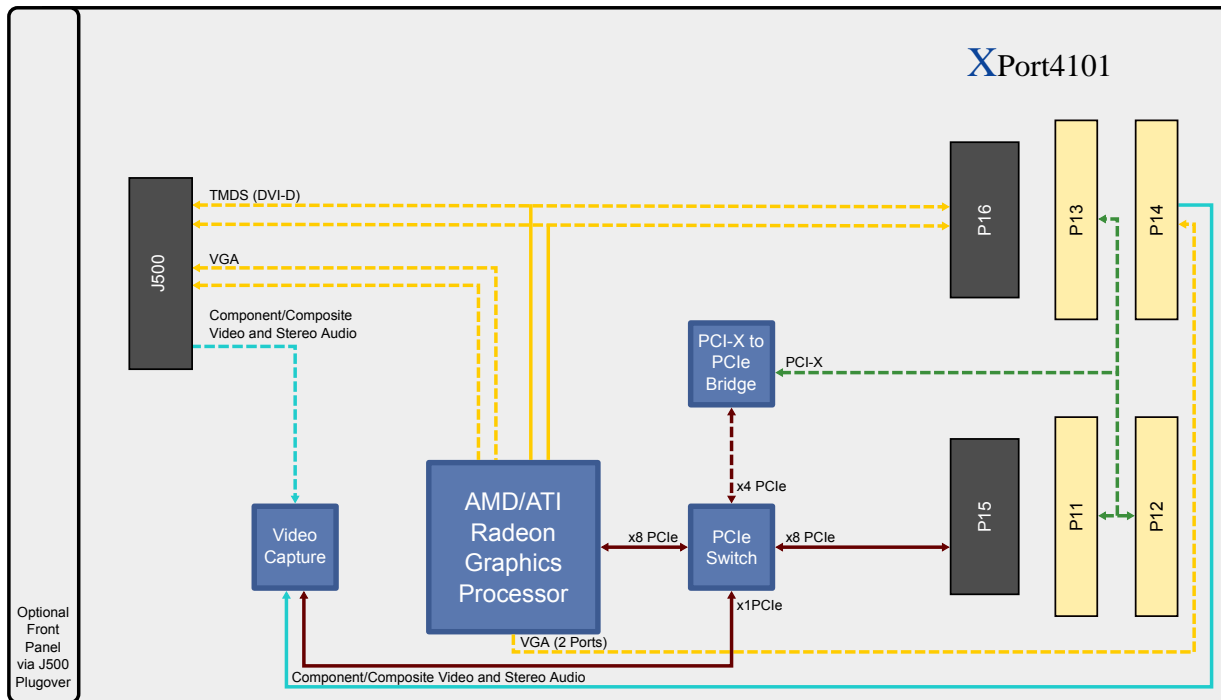 XPort4101
TMDS (DVI-D)
J500
VGA
Component/Composite
Video and Stereo Audio
P16
P13
P14
PCI-X to
PCIe
Bridge
PCI-X
x4 PCIe
AMD/ATI
Radeon
Graphics
Processor
Video
Capture
x8 PCIe
PCIe
Switch
x8 PCIe
P15
P11
P12
x1PCIe
VGA (2 Ports)
Component/Composite Video and Stereo Audio
Optional
Front
Panel
via J500
Plugover